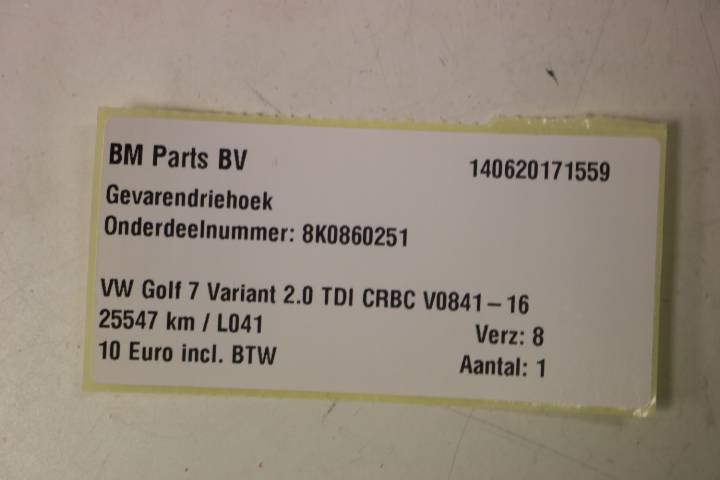 BM Parts BV 140620171559
Gevarendriehoek
Onderdeelnummer: 8K0860251
VW Golf 7 Variant 2.0 TDI CRBC V0841-16
25547 km / L041 Verz: 8
10 Euro incl. BTW Aantal: 1